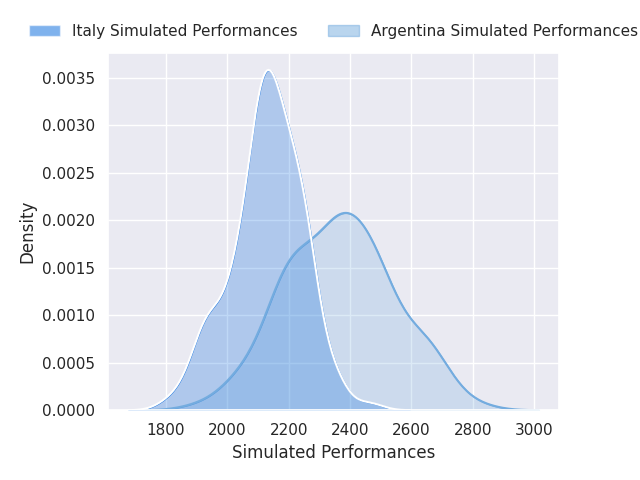 Italy Simulated Performances Argentina Simulated Performances
0.0035
0.0030
0.0025
0.0020
0.0015
0.0010
0.0005
0.0000
Density
1800 2000 2200 2400 2600 2800 3000
Simulated Performances